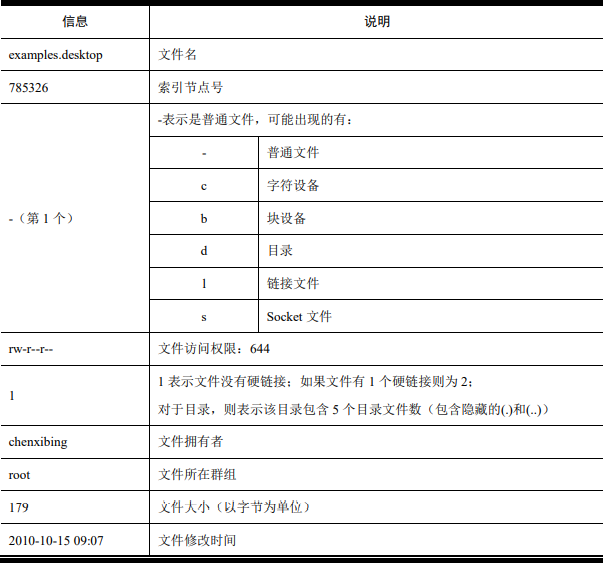 信息
说明
examples.desktop
文件名
785326
索引节点号
-（第 1 个）
-表示是普通文件，可能出现的有：
-
普通文件
c
字符设备
b
块设备
d
目录
l
链接文件
s
Socket 文件
rw-r--r--
文件访问权限：644
1
1 表示文件没有硬链接；如果文件有 1 个硬链接则为 2；
对于目录，则表示该目录包含 5 个目录文件数（包含隐藏的(.)和(..)）
chenxibing
文件拥有者
root
文件所在群组
179
文件大小（以字节为单位）
2010-10-15 09:07
文件修改时间